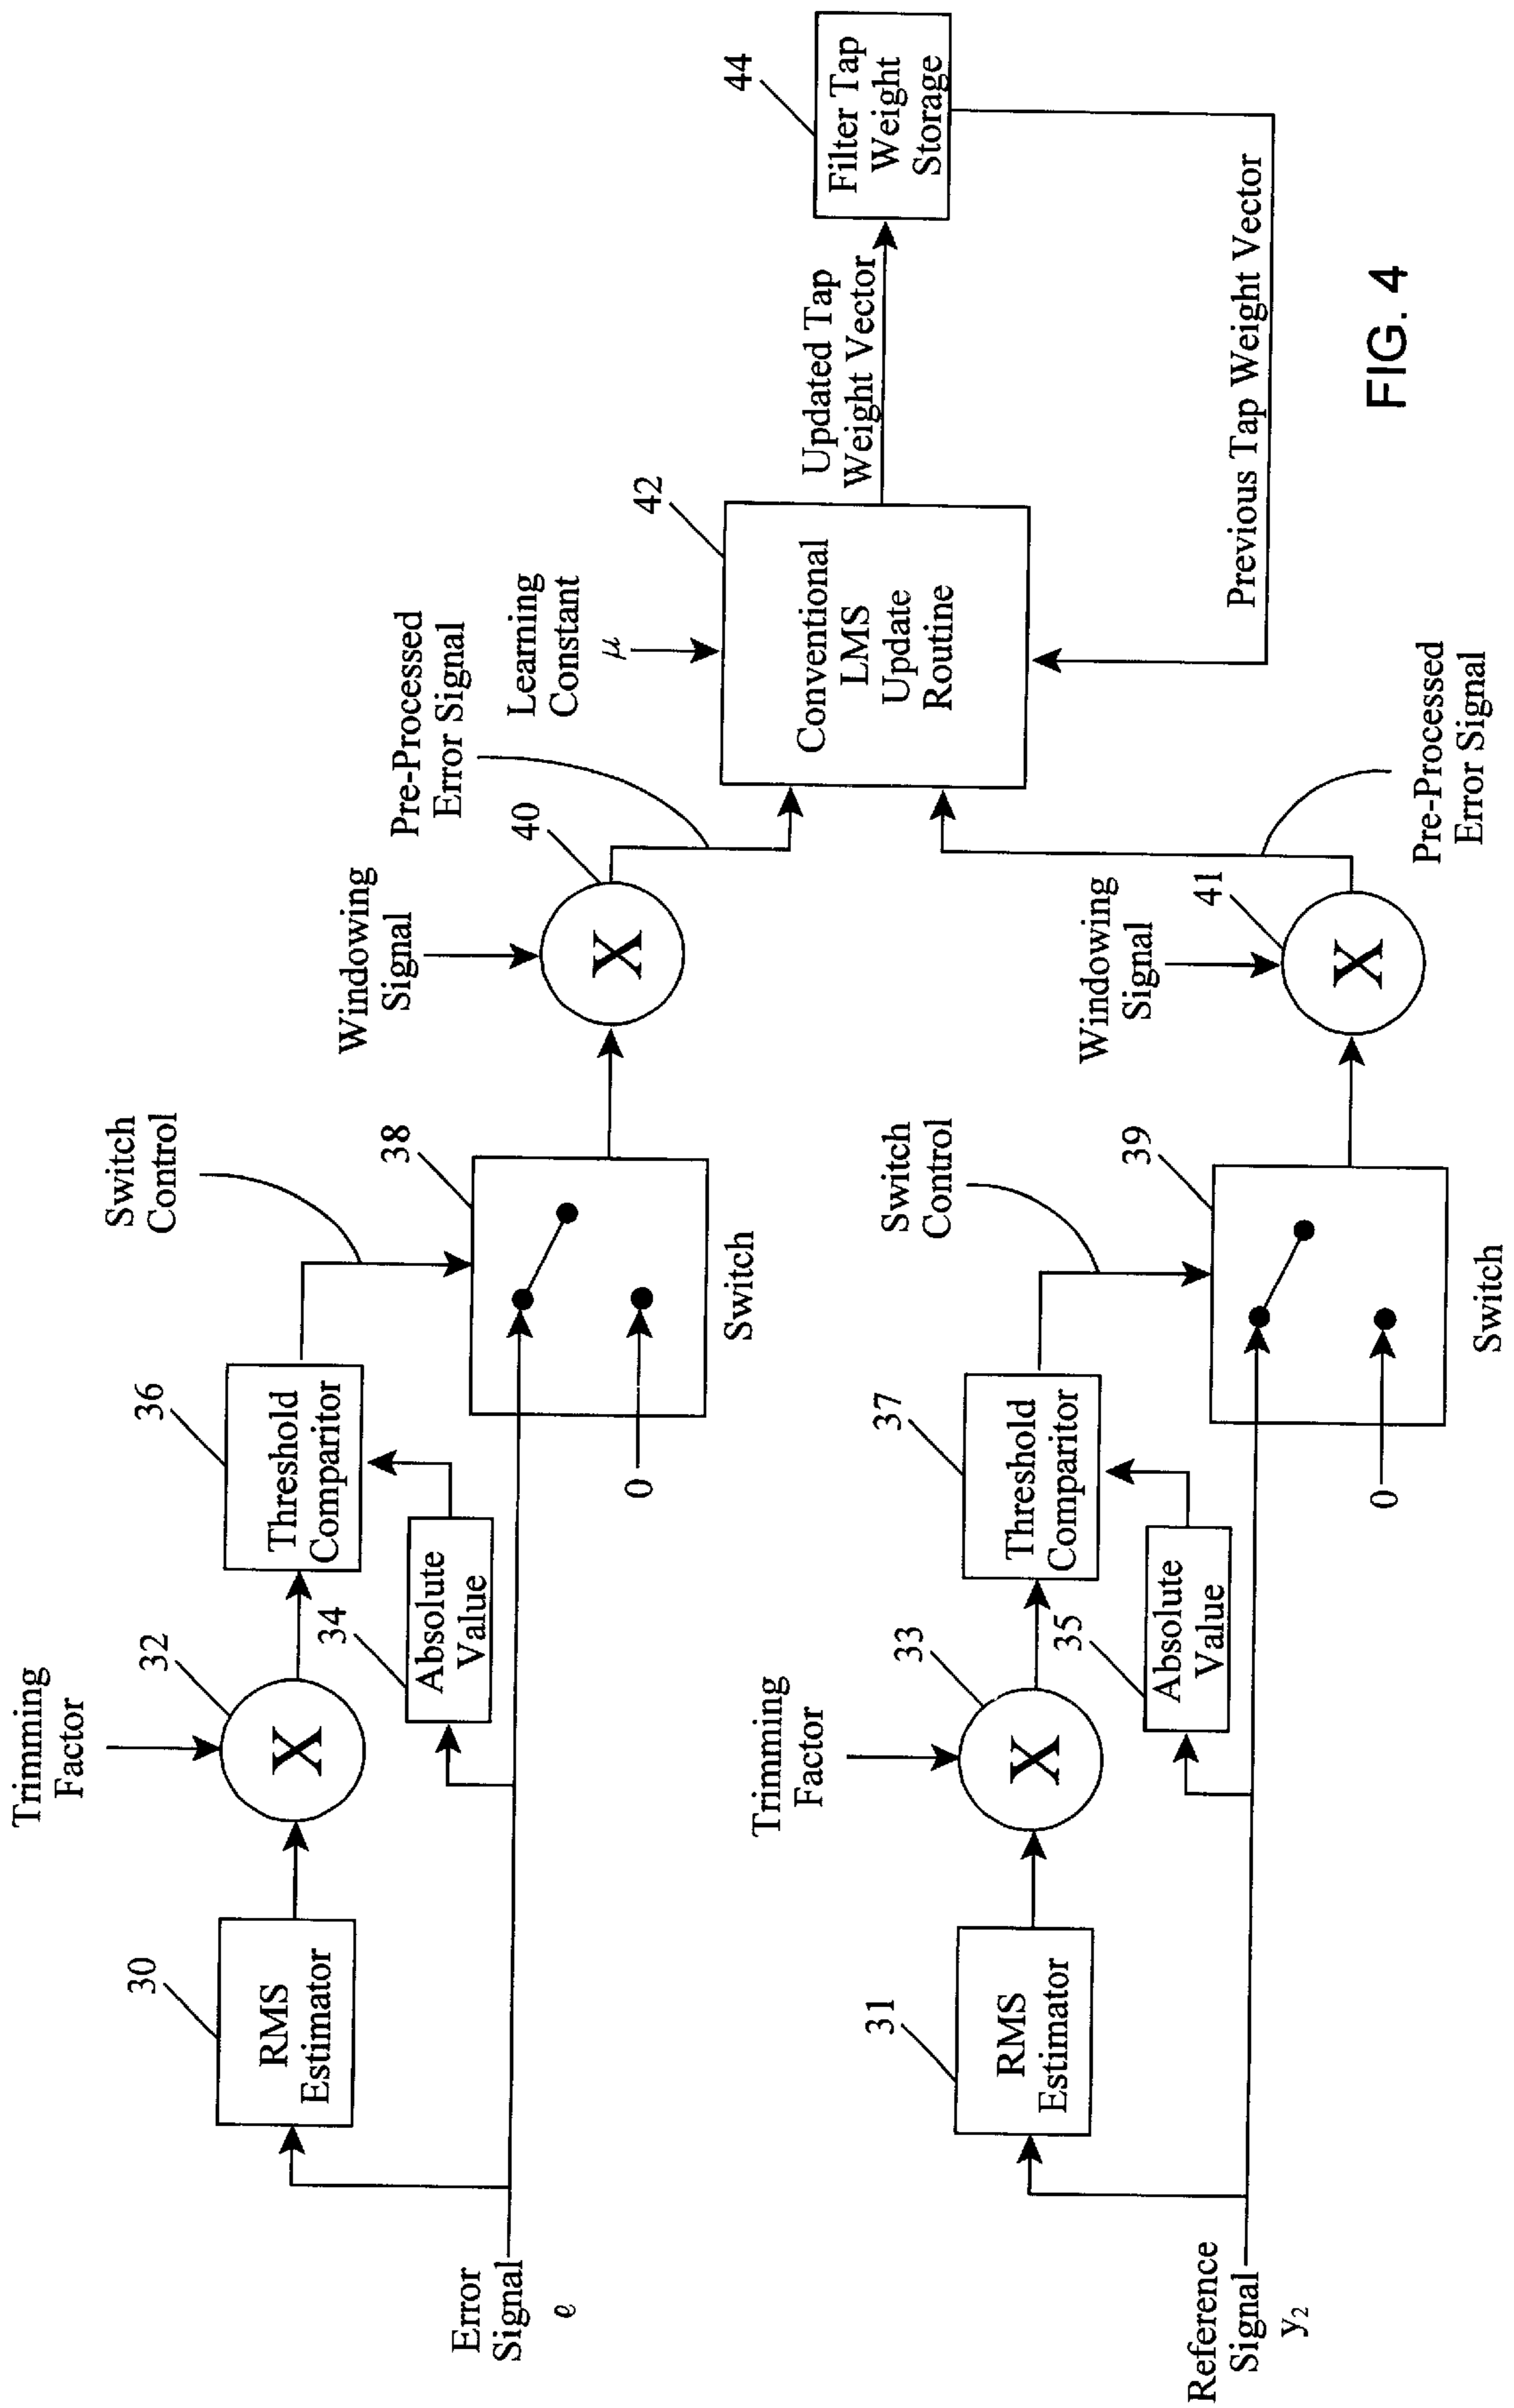 Trimming
Factor
32
36
Switch
Control
30
RMS
Estimator
X
Threshold
Comparitor
34
Absolute
Value
38
Error
Signal
e
0
Switch
Windowing
Signal
40
X
Pre-Processed
Error Signal
Learning
Constant
μ
42
Conventional
LMS
Update
Routine
Updated Tap
Weight Vector
44
Filter Tap
Weight
Storage
Previous Tap Weight Vector
Trimming
Factor
33
37
Switch
Control
31
RMS
Estimator
X
Threshold
Comparitor
35
Absolute
Value
39
Reference
Signal
y₂
0
Switch
Windowing
Signal
41
X
Pre-Processed
Error Signal
FIG. 4